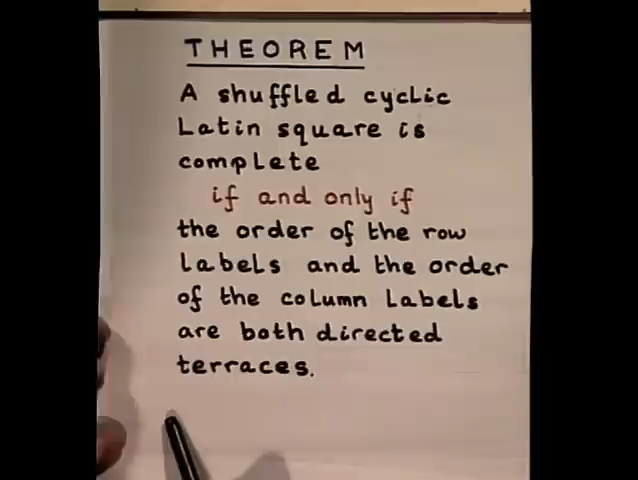 THEOREM
A shuffled cyclic
Latin square is
complete
if and only if
the order of the row
labels and the order
of the column labels
are both directed
terraces.